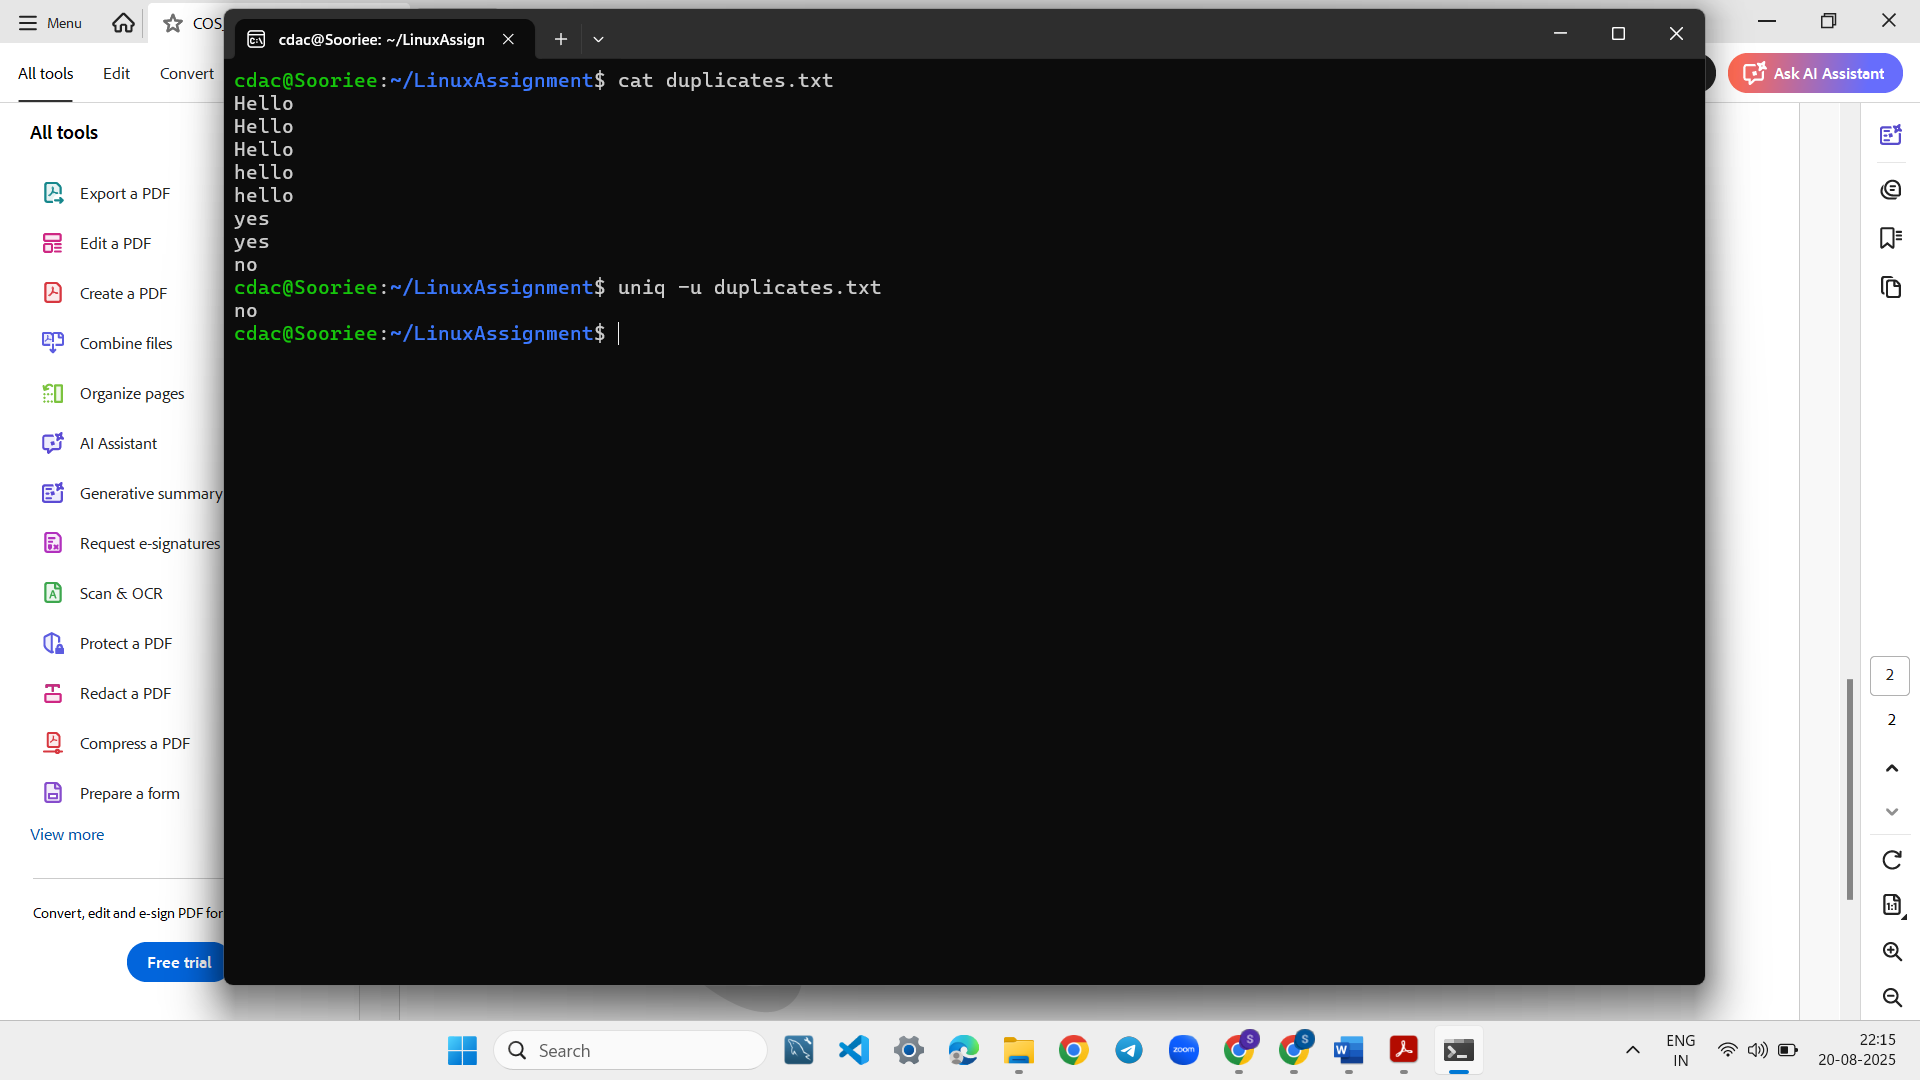 Menu
COS
cdac@Sooriee: ~/LinuxAssign
All tools
Edit
Convert
Ask AI Assistant
All tools
Export a PDF
Edit a PDF
Create a PDF
Combine files
Organize pages
AI Assistant
Generative summary
Request e-signatures
Scan & OCR
Protect a PDF
Redact a PDF
Compress a PDF
Prepare a form
View more
Convert, edit and e-sign PDF for
Free trial
cdac@Sooriee:~/LinuxAssignment$ cat duplicates.txt
Hello
Hello
Hello
hello
hello
yes
yes
no
cdac@Sooriee:~/LinuxAssignment$ uniq -u duplicates.txt
no
cdac@Sooriee:~/LinuxAssignment$
2
2
1:1
Search
zoom
S
S
W
ENG
IN
22:15
20-08-2025